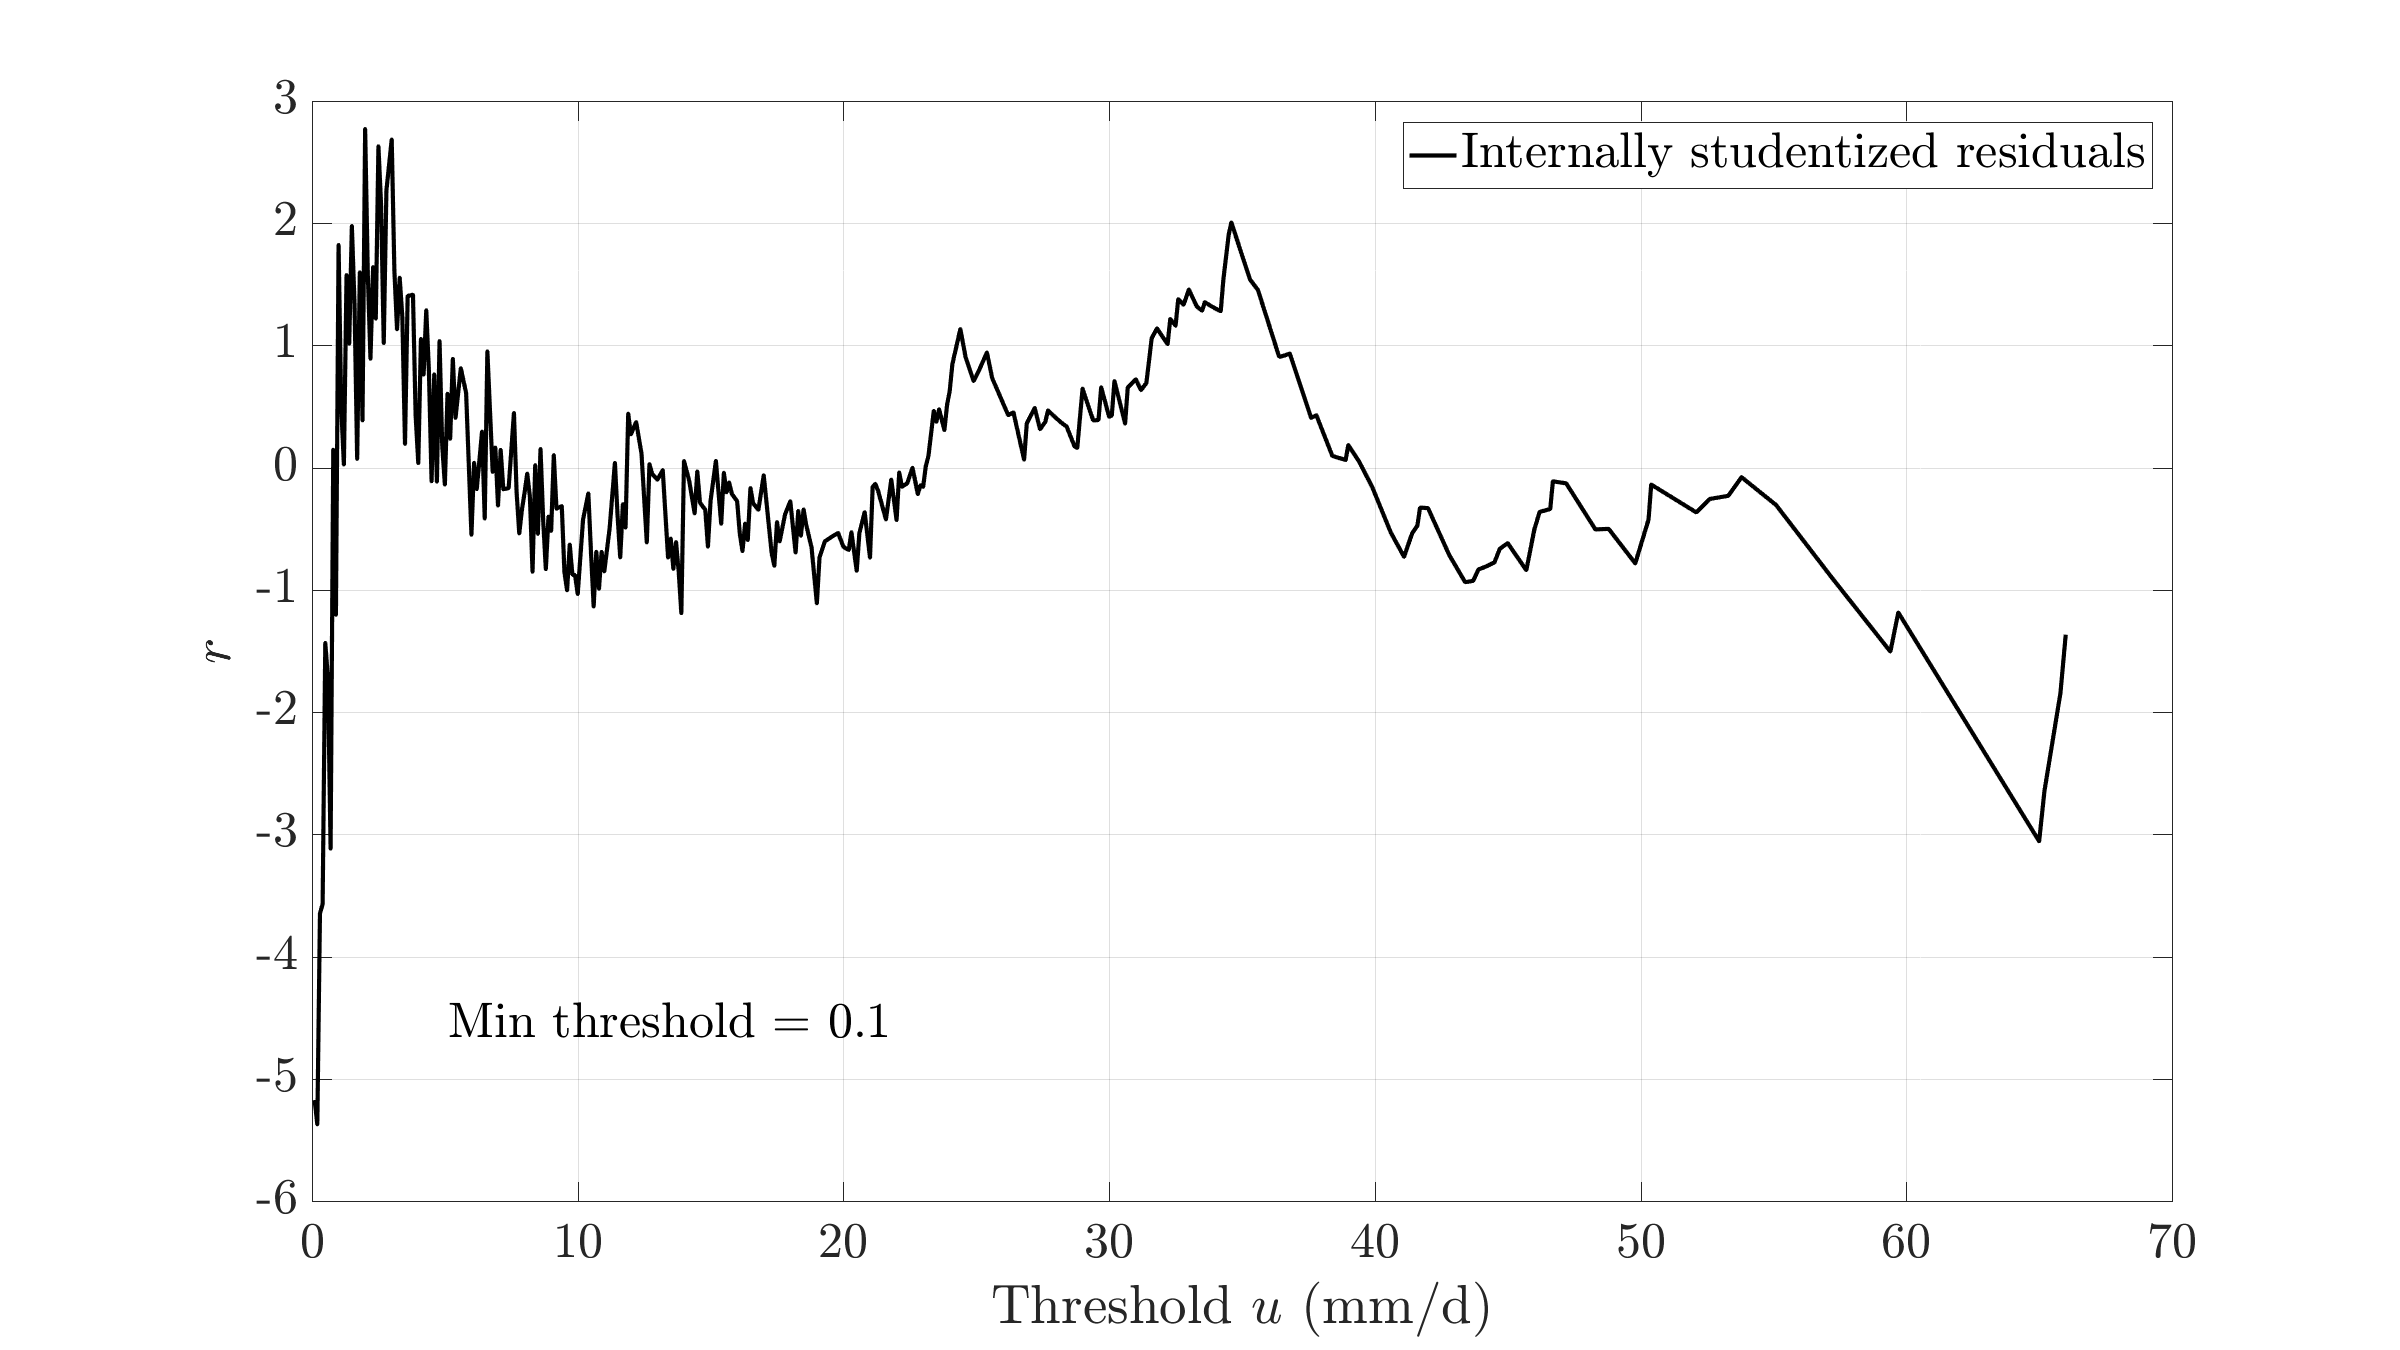 3
2
1
0
-1
-2
-3
-4
-5
-6
r
Internally studentized residuals
Min threshold = 0.1
0 10 20 30 40 50 60 70
Threshold u (mm/d)